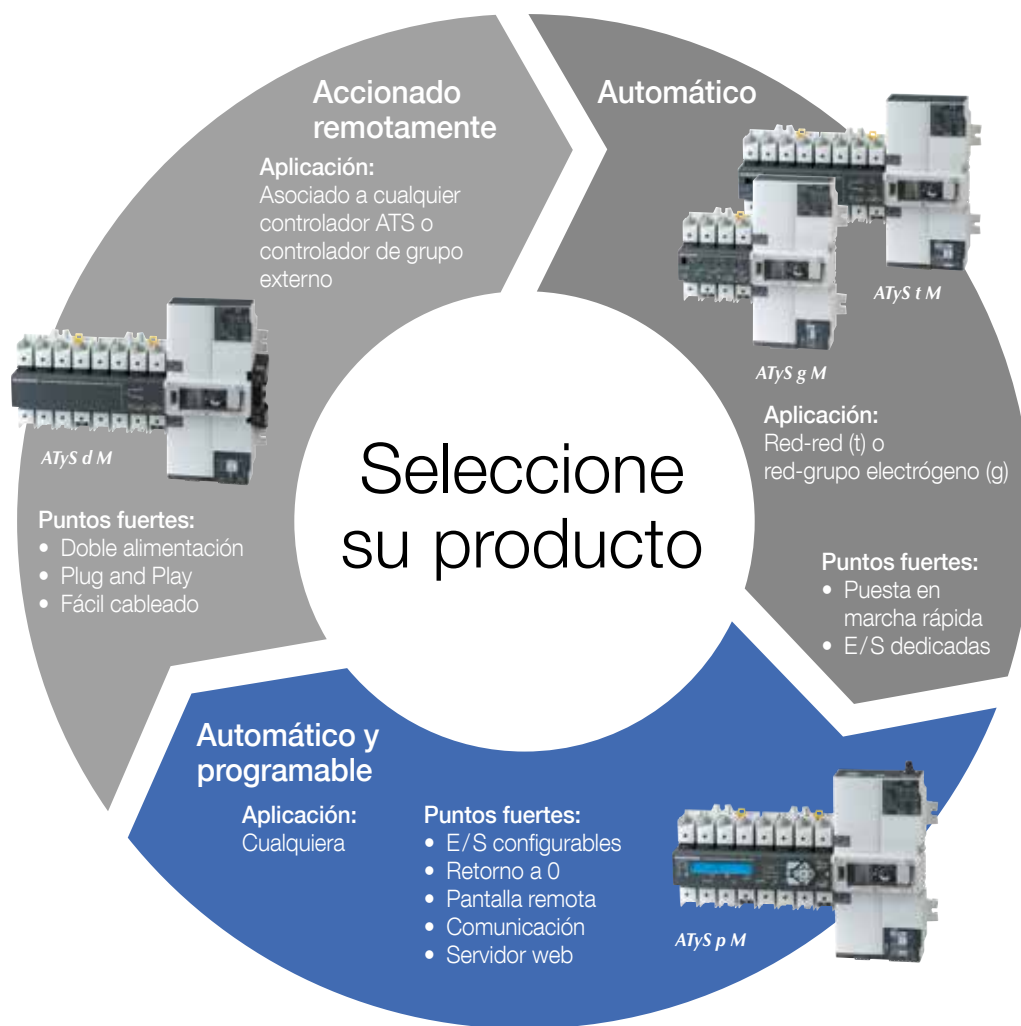 Accionado
remotamente
Aplicación:
Asociado a cualquier
controlador ATS o
controlador de grupo
externo
ATyS d M
Puntos fuertes:
• Doble alimentación
• Plug and Play
• Fácil cableado
Automático
ATyS t M
ATyS g M
Aplicación:
Red-red (t) o
red-grupo electrógeno (g)
Puntos fuertes:
• Puesta en
marcha rápida
• E/S dedicadas
Seleccione
su producto
Automático y
programable
Aplicación:
Cualquiera
Puntos fuertes:
• E/S configurables
• Retorno a 0
• Pantalla remota
• Comunicación
• Servidor web
ATyS p M